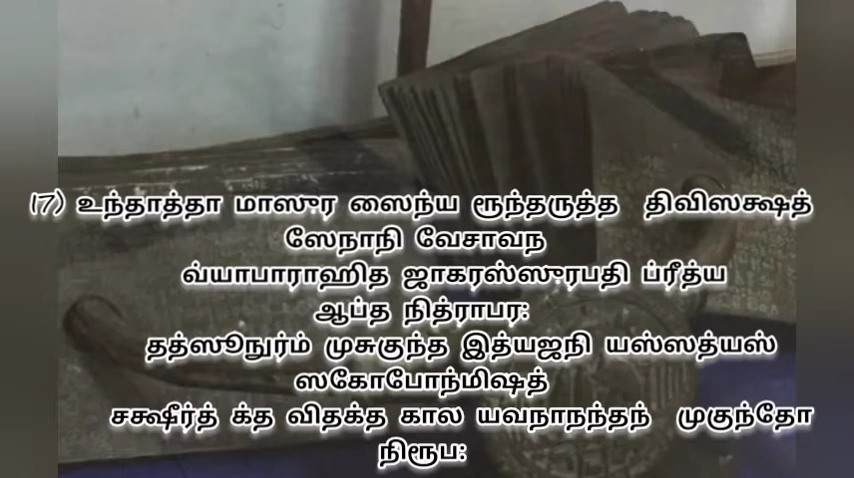 17) உந்தாத்தா மாஸுர ஸைந்ய ரூந்தருத்த திவிஸக்ஷத்
ஸேநாநி வேசாவந
வ்யாபாராஹித ஜாகரஸ்ஸுரபதி ப்ரீத்ய
ஆப்த நித்ராபர:
தத்ஸூநுர்ம் முசுகுந்த இத்யஜநி யஸ்ஸத்யஸ்
ஸகோபோந்மிஷத்
சக்ஷீர்த் க்த விதக்த கால யவநாநந்தந் முகுந்தோ
நிரூப: